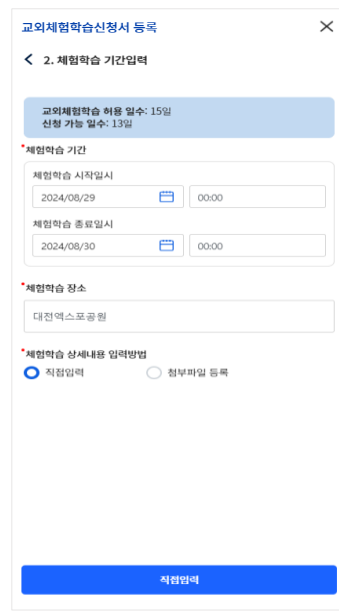 교외체험학습신청서 등록
2. 체험학습 기간입력
교외체험학습 허용 일수: 15일
신청 가능 일수: 13일
*체험학습 기간
체험학습 시작일시
2024/08/29 00:00
체험학습 종료일시
2024/08/30 00:00
*체험학습 장소
대전엑스포공원
*체험학습 상세내용 입력방법
직접입력 첨부파일 등록
직접입력